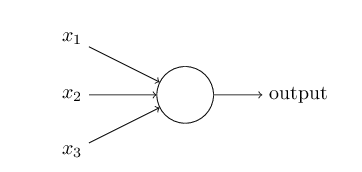 x₁
x₂ output
x₃